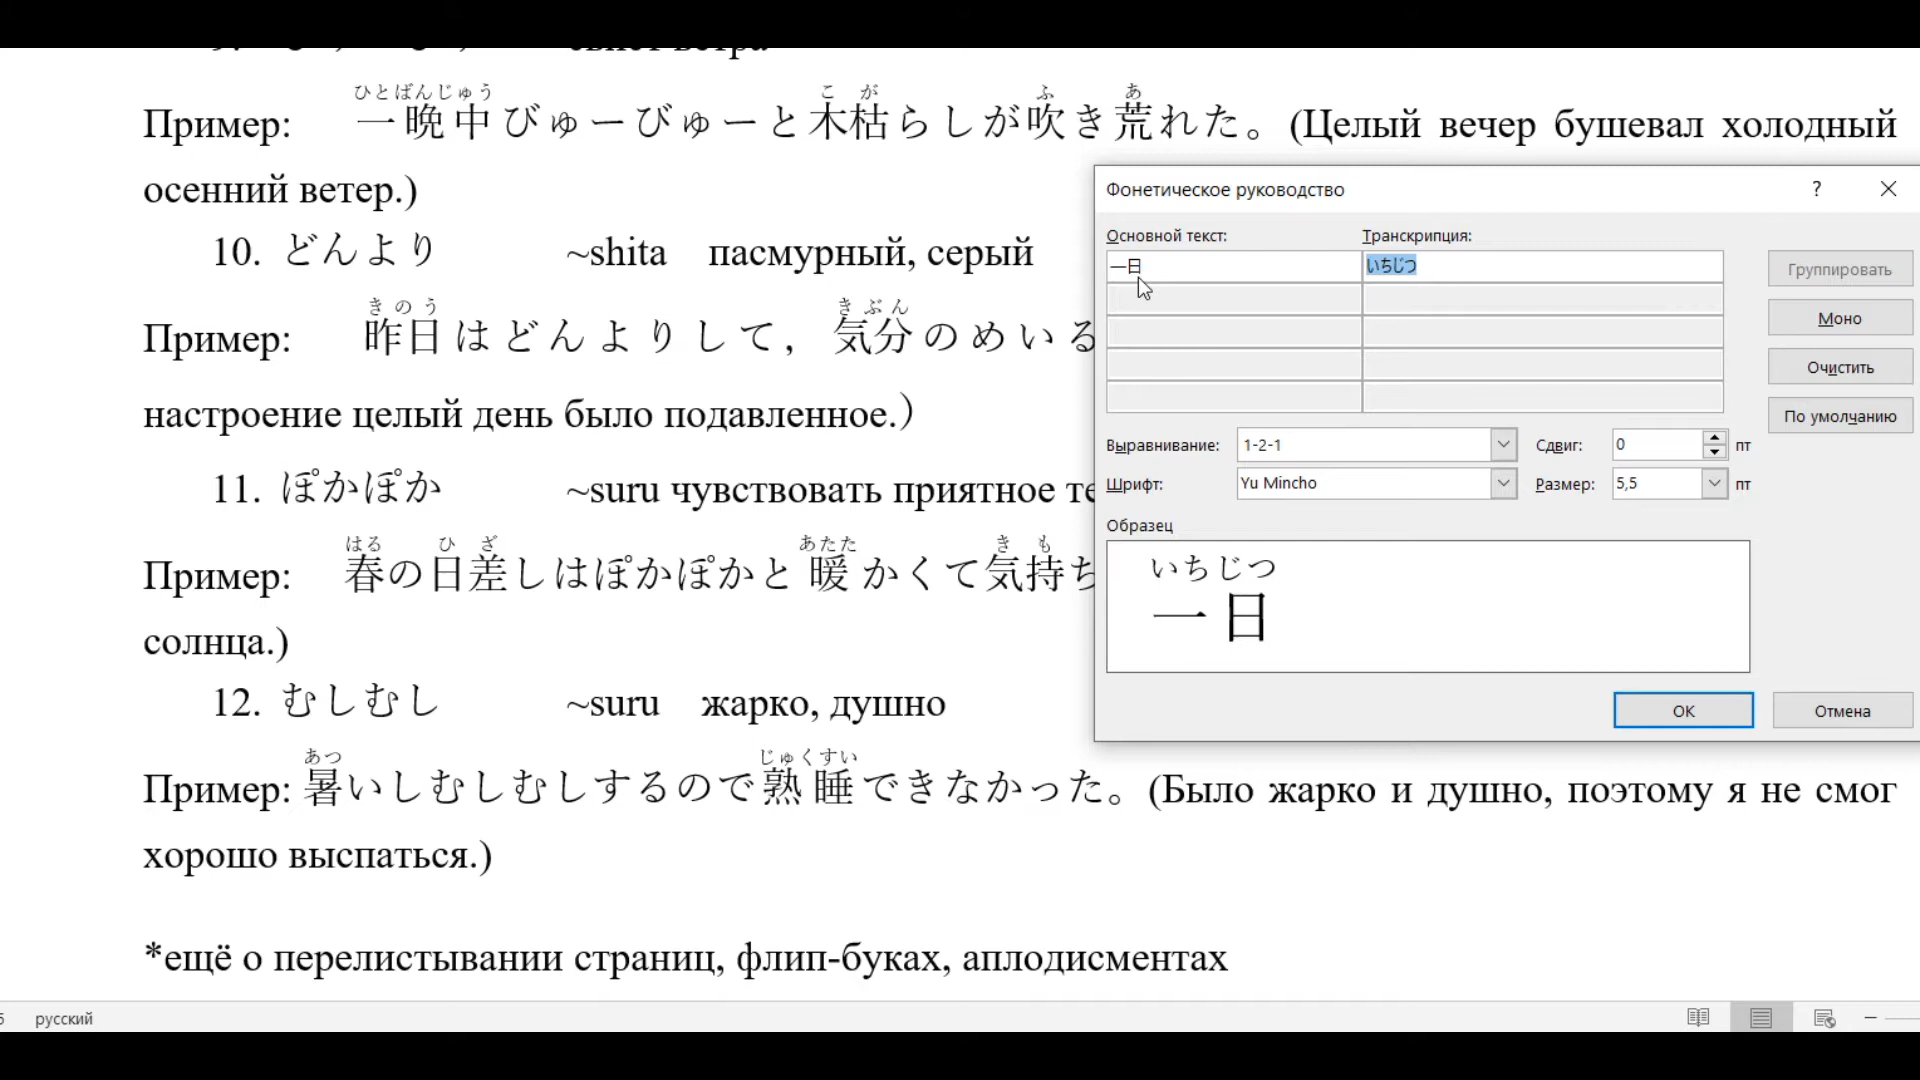 ひとばんじゅう こ が ふ あ
Пример: 一晩中びゅーびゅーと木枯らしが吹き荒れた。(Целый вечер бушевал холодный
осенний ветер.)
10. どんより ~shita пасмурный, серый
きのう きぶん
Пример: 昨日はどんよりして，気分のめいる
настроение целый день было подавленное.）
11. ぽかぽか ~suru чувствовать приятное те
はる ひ ざ あたた き も
Пример: 春の日差しはぽかぽかと暖かくて気持ち
солнца.)
12. むしむし ~suru жарко, душно
あつ じゅくすい
Пример: 暑いしむしむしするので熟睡できなかった。(Было жарко и душно, поэтому я не смог
хорошо выспаться.)
*ещё о перелистывании страниц, флип-буках, аплодисментах
русский
Фонетическое руководство ?
Основной текст: Транскрипция:
一日 いちじつ
Группировать
Моно
Очистить
По умолчанию
Выравнивание: 1-2-1 Сдвиг: 0 пт
Шрифт: Yu Mincho Размер: 5,5 пт
Образец
いちじつ
一日
ОК Отмена